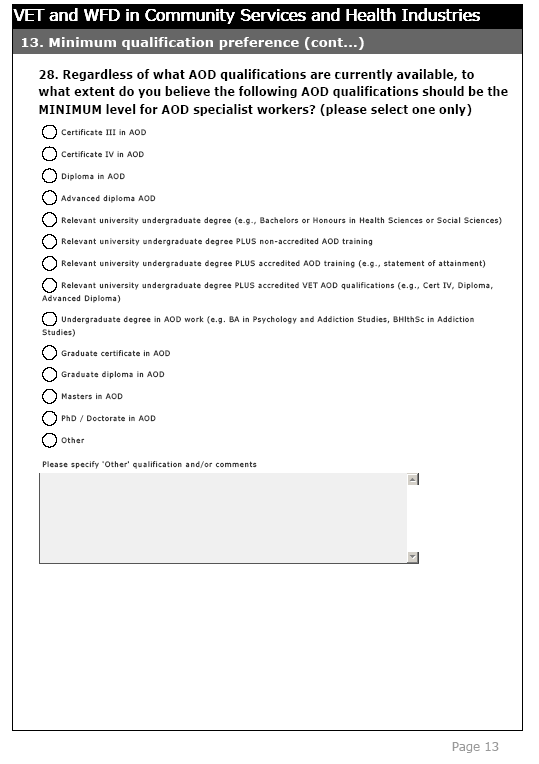 VET and WFD in Community Services and Health Industries
13. Minimum qualification preference (cont...)
28. Regardless of what AOD qualifications are currently available, to
what extent do you believe the following AOD qualifications should be the
MINIMUM level for AOD specialist workers? (please select one only)
Certificate III in AOD
Certificate IV in AOD
Diploma in AOD
Advanced diploma AOD
Relevant university undergraduate degree (e.g., Bachelors or Honours in Health Sciences or Social Sciences)
Relevant university undergraduate degree PLUS non-accredited AOD training
Relevant university undergraduate degree PLUS accredited AOD training (e.g., statement of attainment)
Relevant university undergraduate degree PLUS accredited VET AOD qualifications (e.g., Cert IV, Diploma,
Advanced Diploma)
Undergraduate degree in AOD work (e.g. BA in Psychology and Addiction Studies, BHlthSc in Addiction
Studies)
Graduate certificate in AOD
Graduate diploma in AOD
Masters in AOD
PhD / Doctorate in AOD
Other
Please specify 'Other' qualification and/or comments
Page 13